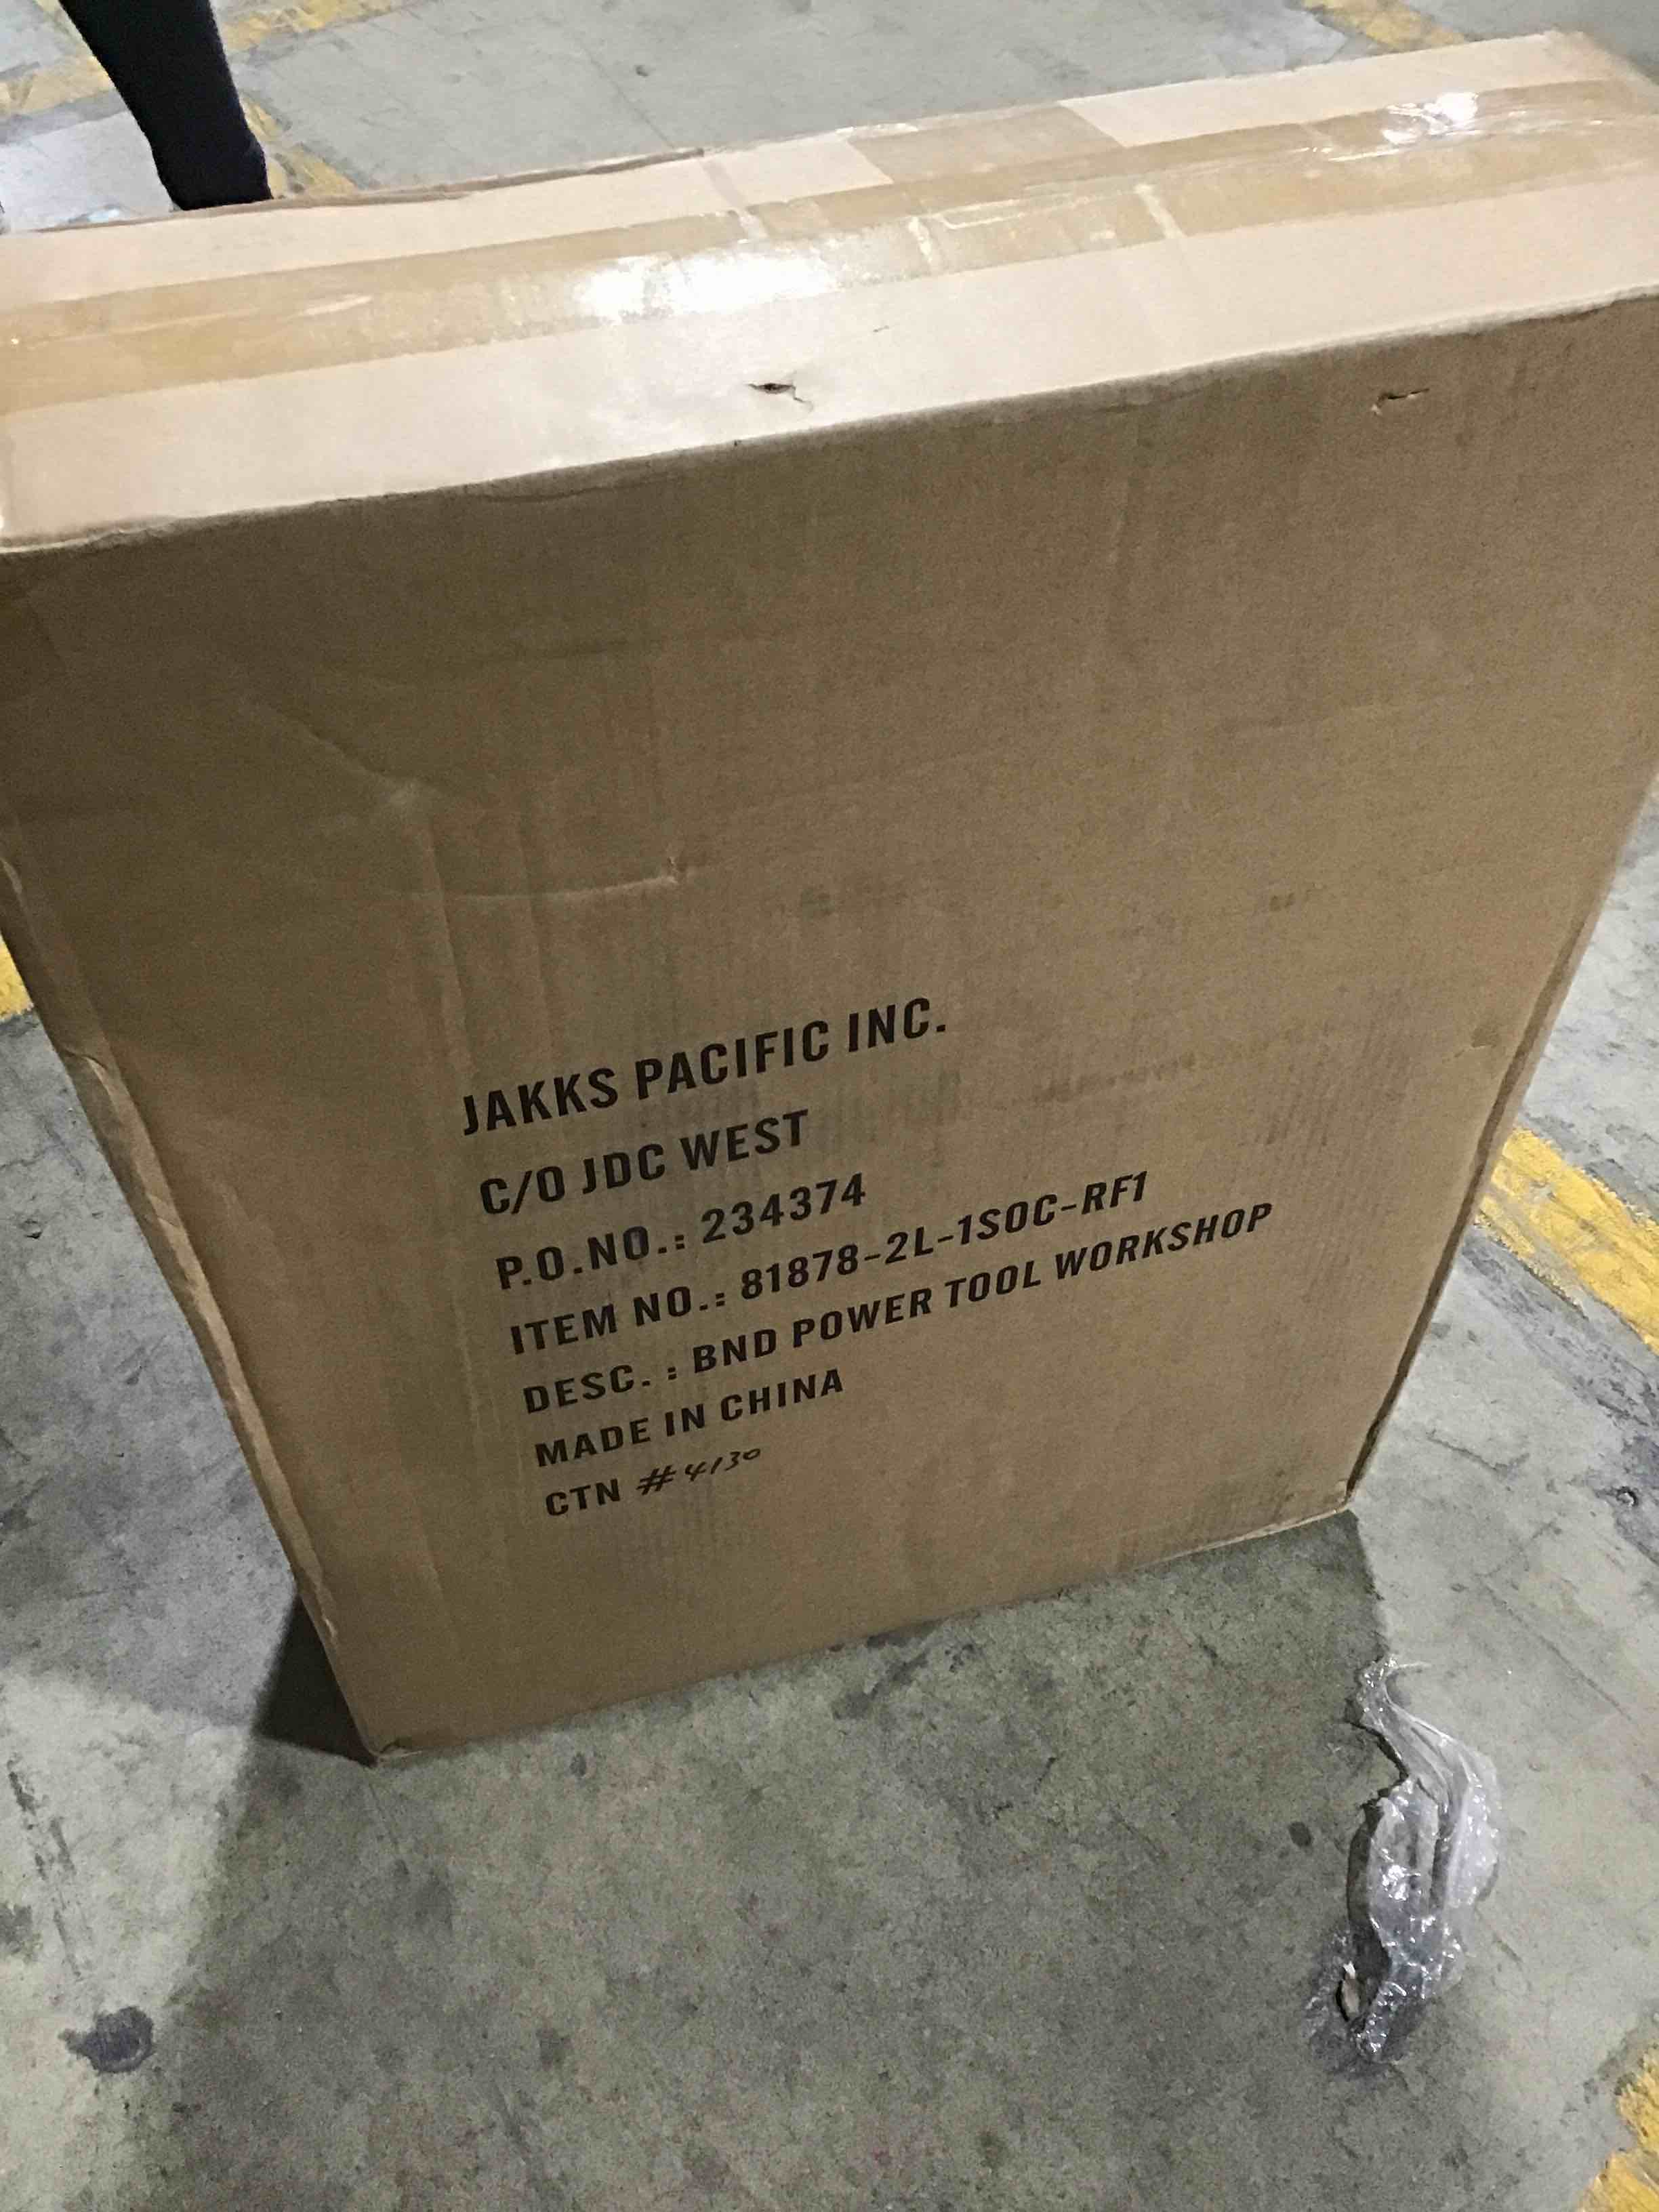 JAKKS PACIFIC INC.
C/O JDC WEST
P.O.NO.: 234374
ITEM NO.: 81878-2L-1SOC-RF1
DESC. : BND POWER TOOL WORKSHOP
MADE IN CHINA
CTN #4130